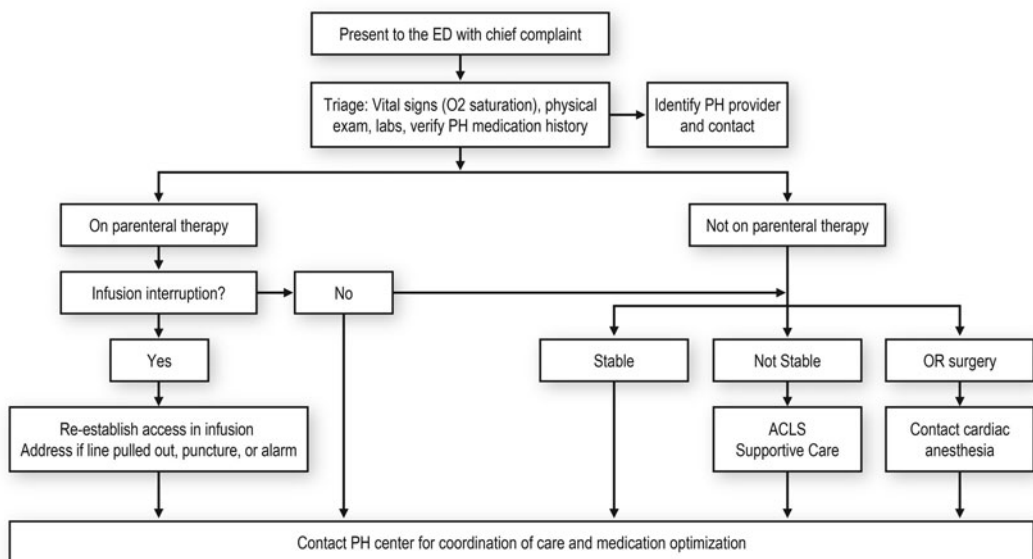 Present to the ED with chief complaint
Triage: Vital signs (O2 saturation), physical
exam, labs, verify PH medication history
Identify PH provider
and contact
On parenteral therapy
Not on parenteral therapy
Infusion interruption?
No
Yes
Stable
Not Stable
OR surgery
Re-establish access in infusion
Address if line pulled out, puncture, or alarm
ACLS
Supportive Care
Contact cardiac
anesthesia
Contact PH center for coordination of care and medication optimization